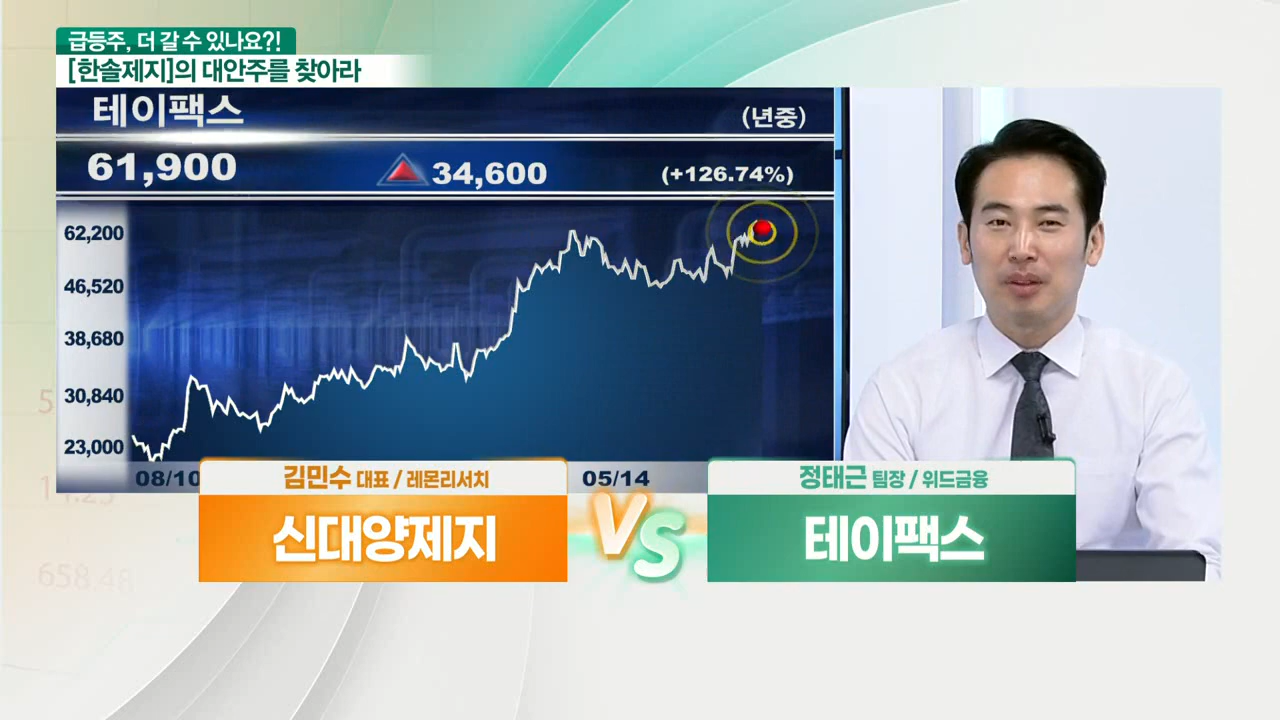 급등주, 더 갈 수 있나요?!
[한솔제지]의 대안주를 찾아라
테이팩스
(년중)
61,900
34,600
(+126.74%)
62,200
46,520
38,680
30,840
23,000
08/10
05/14
김민수 대표 / 레몬리서치
신대양제지
VS
정태근 팀장 / 위드금융
테이팩스
658.48